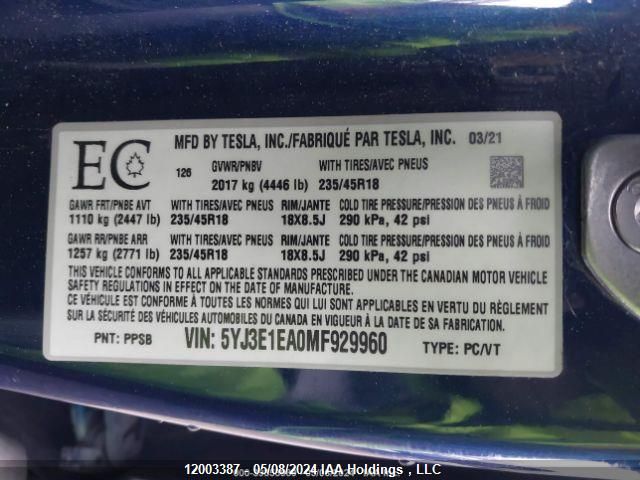 EC
MFD BY TESLA, INC./FABRIQUÉ PAR TESLA, INC. 03/21
126 GVWR/PNBV WITH TIRES/AVEC PNEUS
2017 kg (4446 lb) 235/45R18
GAWR FRT/PNBE AVT WITH TIRES/AVEC PNEUS RIM/JANTE COLD TIRE PRESSURE/PRESSION DES PNEUS À FROID
1110 kg (2447 lb) 235/45R18 18X8.5J 290 kPa, 42 psi
GAWR RR/PNBE ARR WITH TIRES/AVEC PNEUS RIM/JANTE COLD TIRE PRESSURE/PRESSION DES PNEUS À FROID
1257 kg (2771 lb) 235/45R18 18X8.5J 290 kPa, 42 psi
THIS VEHICLE CONFORMS TO ALL APPLICABLE STANDARDS PRESCRIBED UNDER THE CANADIAN MOTOR VEHICLE
SAFETY REGULATIONS IN EFFECT ON THE DATE OF MANUFACTURE.
CE VÉHICULE EST CONFORME À TOUTES LES NORMES QUI LUI SONT APPLICABLES EN VERTU DU RÈGLEMENT
SUR LA SÉCURITÉ DES VÉHICULES AUTOMOBILES DU CANADA EN VIGUEUR À LA DATE DE SA FABRICATION.
PNT: PPSB VIN: 5YJ3E1EA0MF929960 TYPE: PC/VT
12003387 - 05/08/2024 IAA Holdings , LLC